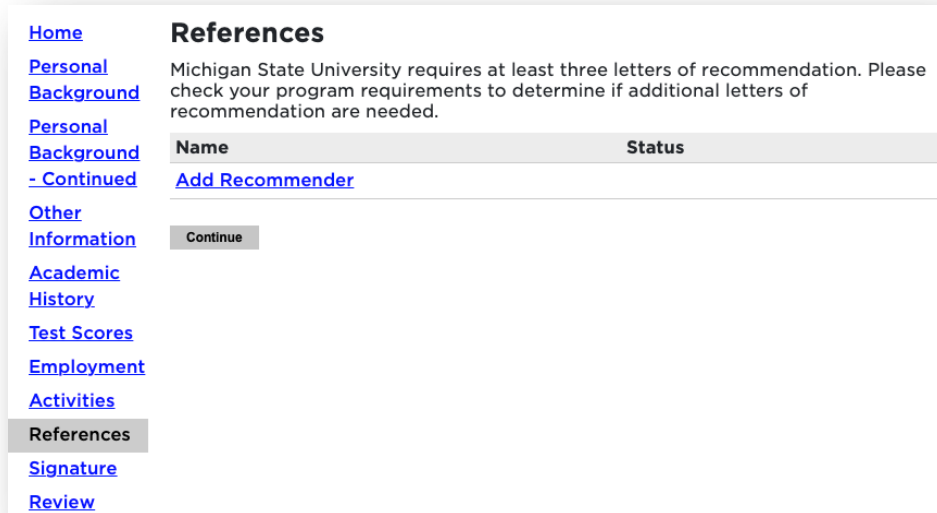 Home
Personal
Background
Personal
Background
- Continued
Other
Information
Academic
History
Test Scores
Employment
Activities
References
Signature
Review
References
Michigan State University requires at least three letters of recommendation. Please
check your program requirements to determine if additional letters of
recommendation are needed.
Name Status
Add Recommender
Continue